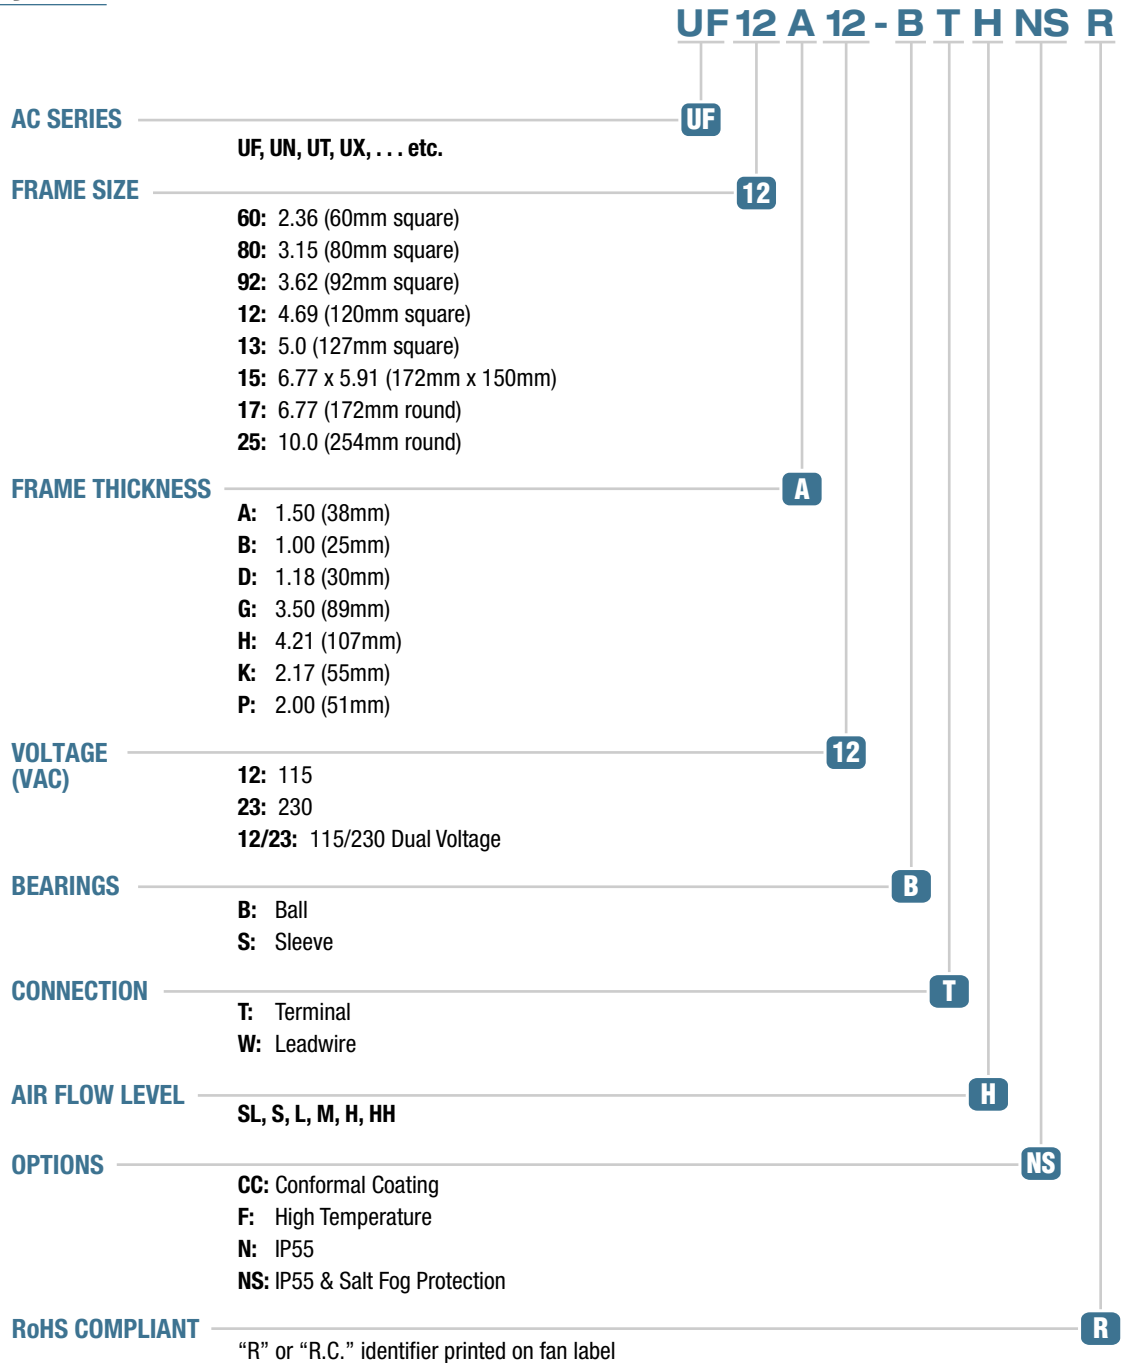 UF 12 A 12 - B T H NS R
AC SERIES
UF
UF, UN, UT, UX, . . . etc.
FRAME SIZE
12
60: 2.36 (60mm square)
80: 3.15 (80mm square)
92: 3.62 (92mm square)
12: 4.69 (120mm square)
13: 5.0 (127mm square)
15: 6.77 x 5.91 (172mm x 150mm)
17: 6.77 (172mm round)
25: 10.0 (254mm round)
FRAME THICKNESS
A
A: 1.50 (38mm)
B: 1.00 (25mm)
D: 1.18 (30mm)
G: 3.50 (89mm)
H: 4.21 (107mm)
K: 2.17 (55mm)
P: 2.00 (51mm)
VOLTAGE
(VAC)
12
12: 115
23: 230
12/23: 115/230 Dual Voltage
BEARINGS
B
B: Ball
S: Sleeve
CONNECTION
T
T: Terminal
W: Leadwire
AIR FLOW LEVEL
H
SL, S, L, M, H, HH
OPTIONS
NS
CC: Conformal Coating
F: High Temperature
N: IP55
NS: IP55 & Salt Fog Protection
RoHS COMPLIANT
R
“R” or “R.C.” identifier printed on fan label